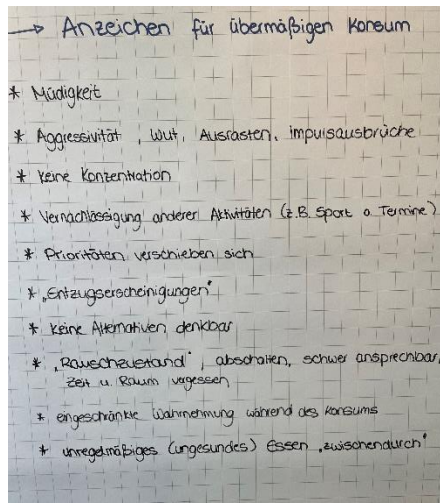 → Anzeichen für übermäßigen Konsum
* Müdigkeit
* Aggressivität, Wut, Ausrasten, impulsausbrüche
* Keine Konzentration
* Vernachlässigung anderer Aktivitäten (z.B. Sport o. Termine)
* Prioritäten verschieben sich
* „Entzugserscheinigungen"
* Keine Alternativen denkbar
* „Rauschzustand", abschalten, schwer ansprechbar,
Zeit u. Raum vergessen
* eingeschränkte Wahrnehmung während des Konsums
* unregelmäßiges (ungesundes) Essen „zwischendurch"